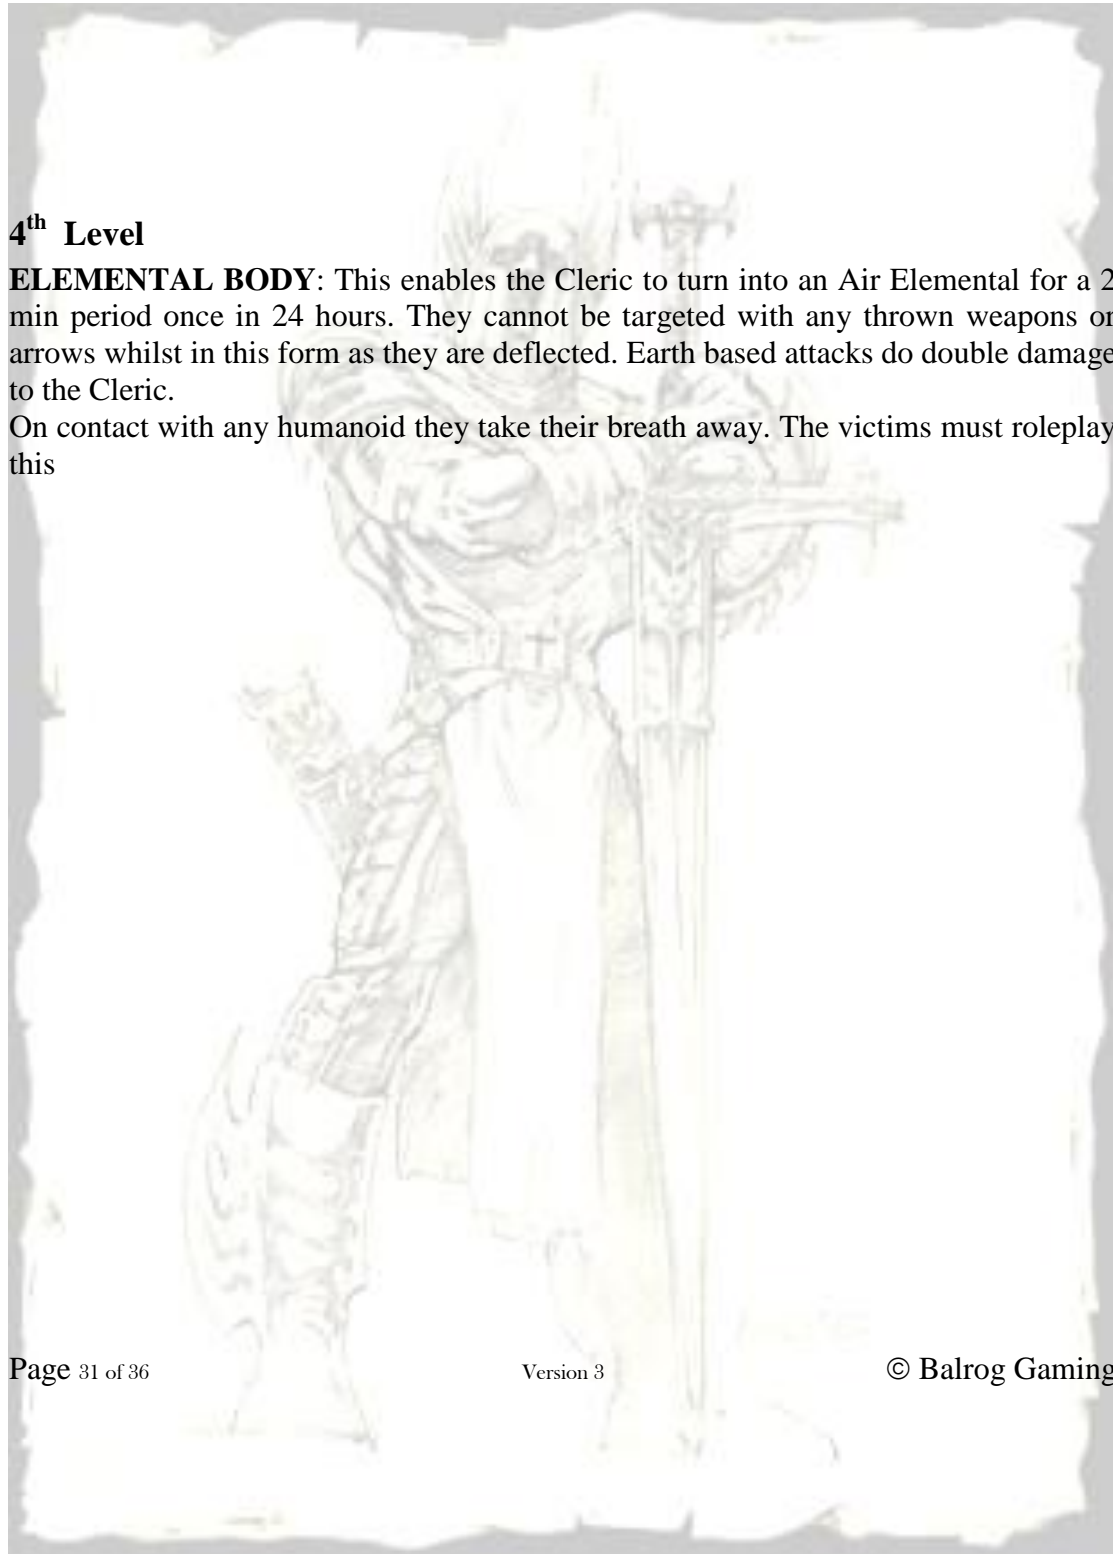 4th Level
ELEMENTAL BODY: This enables the Cleric to turn into an Air Elemental for a 2
min period once in 24 hours. They cannot be targeted with any thrown weapons or
arrows whilst in this form as they are deflected. Earth based attacks do double damage
to the Cleric.
On contact with any humanoid they take their breath away. The victims must roleplay
this
Page 31 of 36 Version 3 © Balrog Gaming